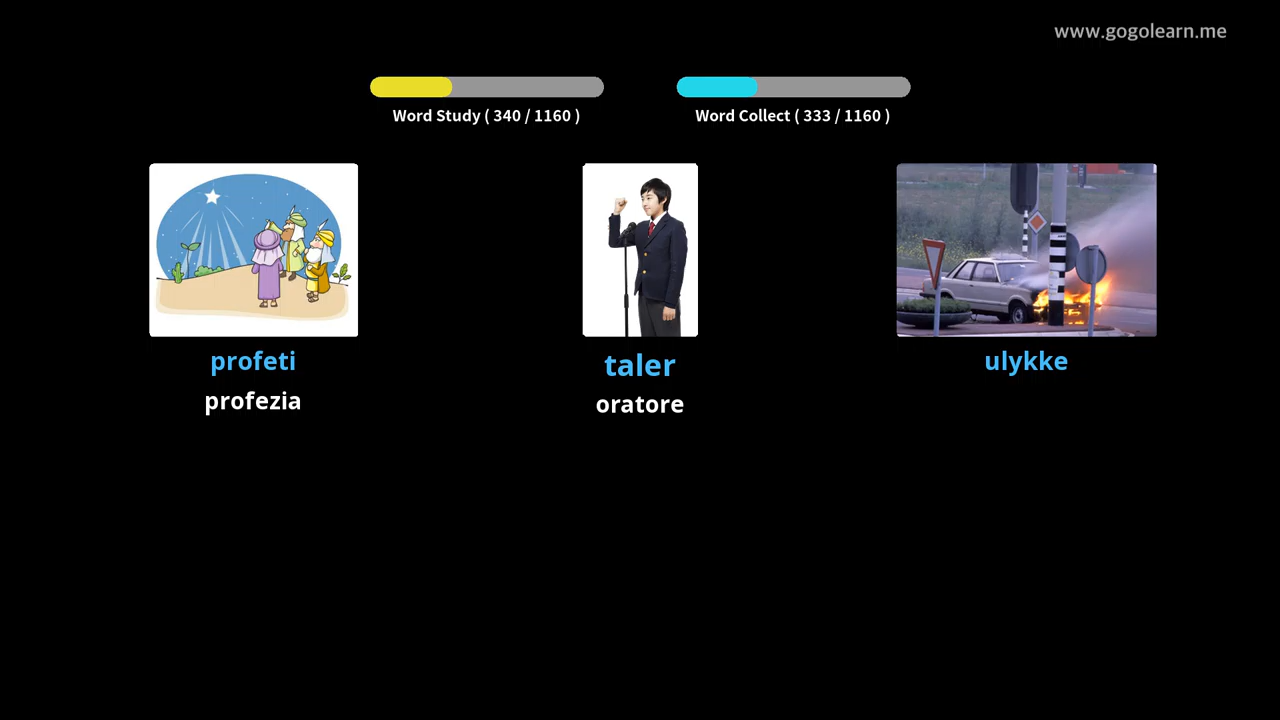 www.gogolearn.me
Word Study ( 340 / 1160 )
Word Collect ( 333 / 1160 )
profeti
taler
ulykke
profezia
oratore